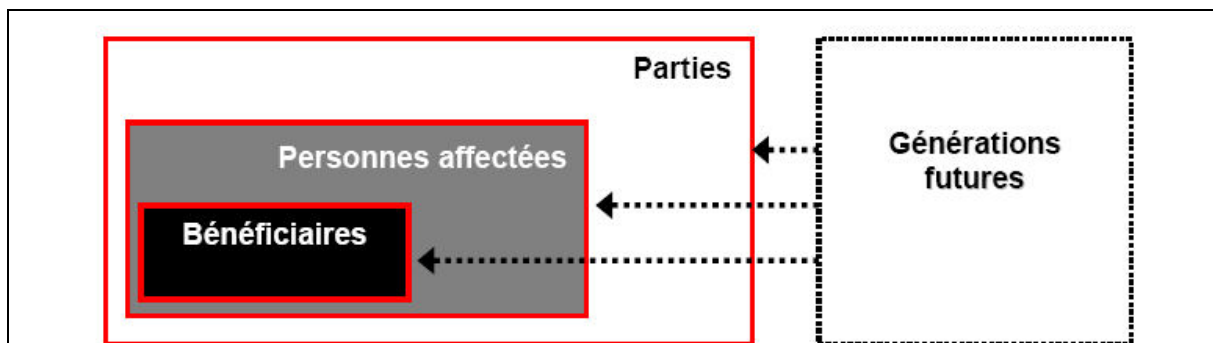 Parties
Personnes affectées
Bénéficiaires
Générations
futures